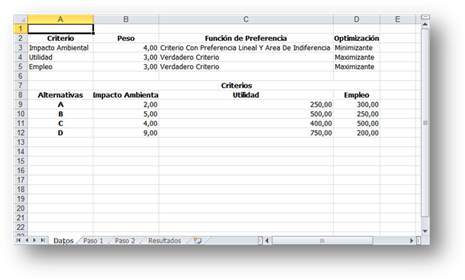 A B C D E F
1
2 Criterio Peso Función de Preferencia Optimización
3 Impacto Ambiental 4,00 Criterio Con Preferencia Lineal Y Area De Indiferencia Minimizante
4 Utilidad 3,00 Verdadero Criterio Maximizante
5 Empleo 3,00 Verdadero Criterio Maximizante
6
7 Criterios
8 Alternativas Impacto Ambienta Utilidad Empleo
9 A 2,00 250,00 300,00
10 B 5,00 500,00 250,00
11 C 4,00 400,00 500,00
12 D 9,00 750,00 200,00
13
14
15
16
17
18
19
20
21
22
23
Datos Paso 1 Paso 2 Resultados